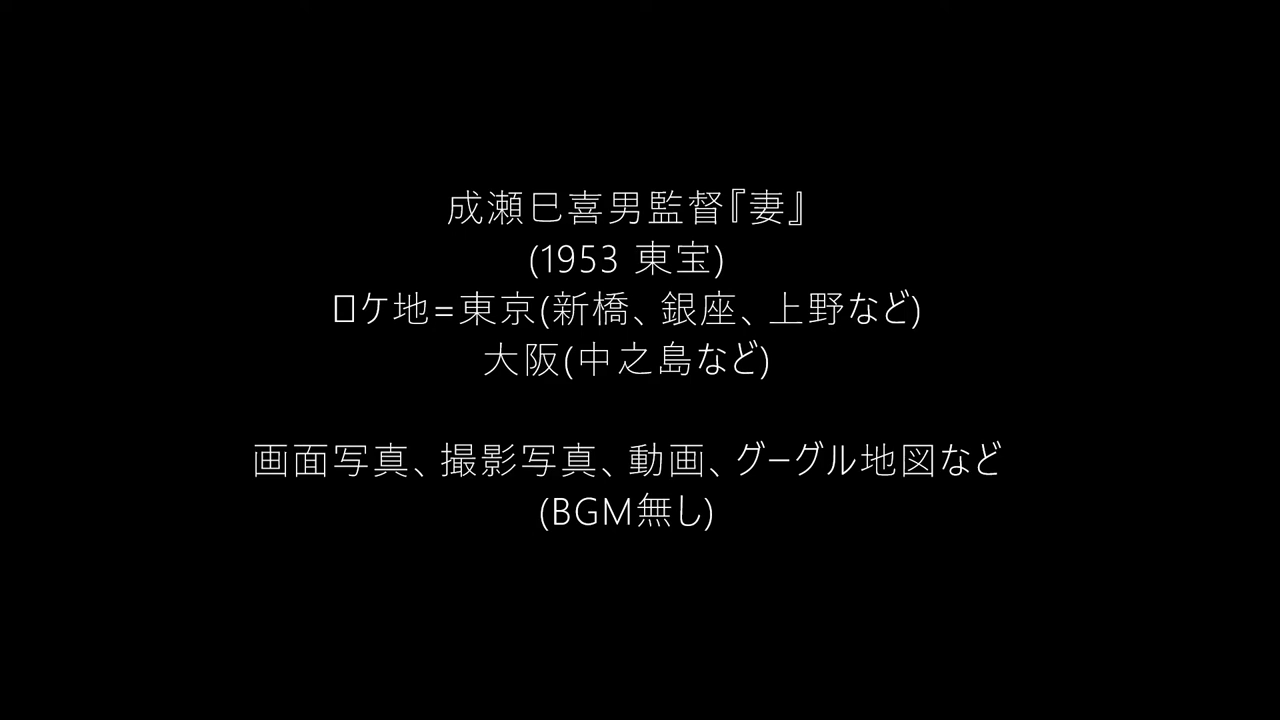 成瀬巳喜男監督『妻』
(1953 東宝)
ロケ地=東京(新橋、銀座、上野など)
大阪(中之島など)
画面写真、撮影写真、動画、グーグル地図など
(BGM無し)